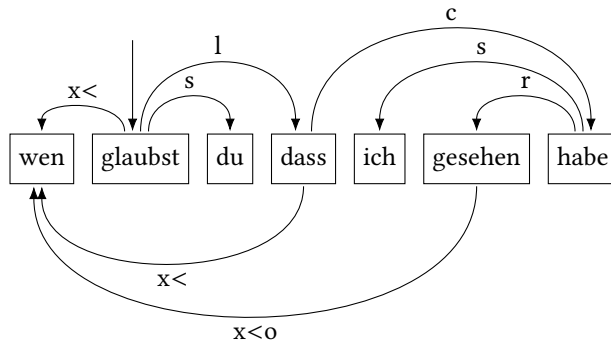 c
l
s
x<
s
r
wen glaubst du dass ich gesehen habe
x<
x<o